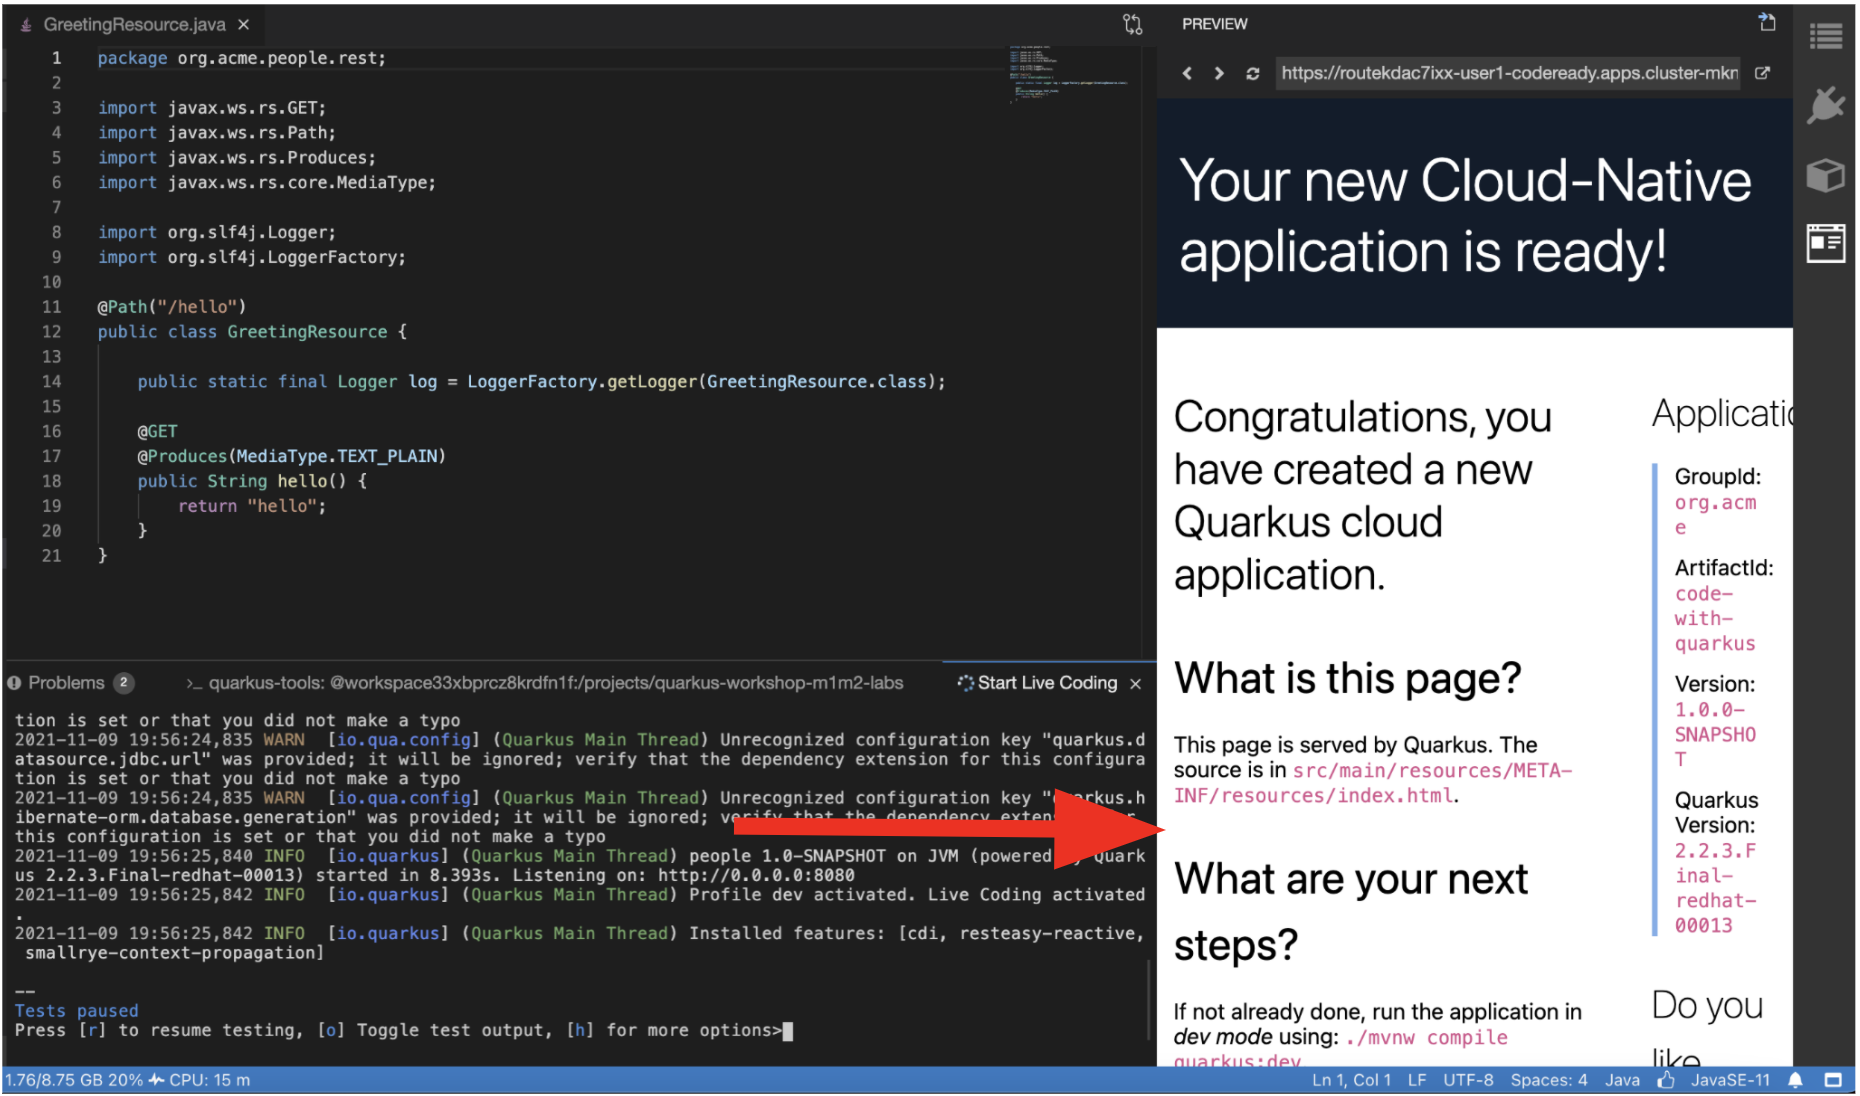 GreetingResource.java ×
1 package org.acme.people.rest;
2
3 import javax.ws.rs.GET;
4 import javax.ws.rs.Path;
5 import javax.ws.rs.Produces;
6 import javax.ws.rs.core.MediaType;
7
8 import org.slf4j.Logger;
9 import org.slf4j.LoggerFactory;
10
11 @Path("/hello")
12 public class GreetingResource {
13
14 public static final Logger log = LoggerFactory.getLogger(GreetingResource.class);
15
16 @GET
17 @Produces(MediaType.TEXT_PLAIN)
18 public String hello() {
19 return "hello";
20 }
21 }
Problems 2 >_ quarkus-tools: @workspace33xbprcz8krdfn1f:/projects/quarkus-workshop-m1m2-labs Start Live Coding ×
tion is set or that you did not make a typo
2021-11-09 19:56:24,835 WARN [io.qua.config] (Quarkus Main Thread) Unrecognized configuration key "quarkus.d
atasource.jdbc.url" was provided; it will be ignored; verify that the dependency extension for this configura
tion is set or that you did not make a typo
2021-11-09 19:56:24,835 WARN [io.qua.config] (Quarkus Main Thread) Unrecognized configuration key "quarkus.h
ibernate-orm.database.generation" was provided; it will be ignored; verify that the dependency
this configuration is set or that you did not make a typo
2021-11-09 19:56:25,840 INFO [io.quarkus] (Quarkus Main Thread) people 1.0-SNAPSHOT on JVM (powered by Quark
us 2.2.3.Final-redhat-00013) started in 8.393s. Listening on: http://0.0.0.0:8080
2021-11-09 19:56:25,842 INFO [io.quarkus] (Quarkus Main Thread) Profile dev activated. Live Coding activated
.
2021-11-09 19:56:25,842 INFO [io.quarkus] (Quarkus Main Thread) Installed features: [cdi, resteasy-reactive,
smallrye-context-propagation]
--
Tests paused
Press [r] to resume testing, [o] Toggle test output, [h] for more options>
PREVIEW
https://routekdac7ixx-user1-codeready.apps.cluster-mkn
Your new Cloud-Native
application is ready!
Congratulations, you
have created a new
Quarkus cloud
application.
What is this page?
This page is served by Quarkus. The
source is in src/main/resources/META-
INF/resources/index.html.
What are your next
steps?
If not already done, run the application in
dev mode using: ./mvnw compile
quarkus:dev
Applicatio
GroupId:
org.acm
e
ArtifactId:
code-
with-
quarkus
Version:
1.0.0-
SNAPSHO
T
Quarkus
Version:
2.2.3.F
inal-
redhat-
00013
Do you
like
1.76/8.75 GB 20% CPU: 15 m
Ln 1, Col 1 LF UTF-8 Spaces: 4 Java JavaSE-11